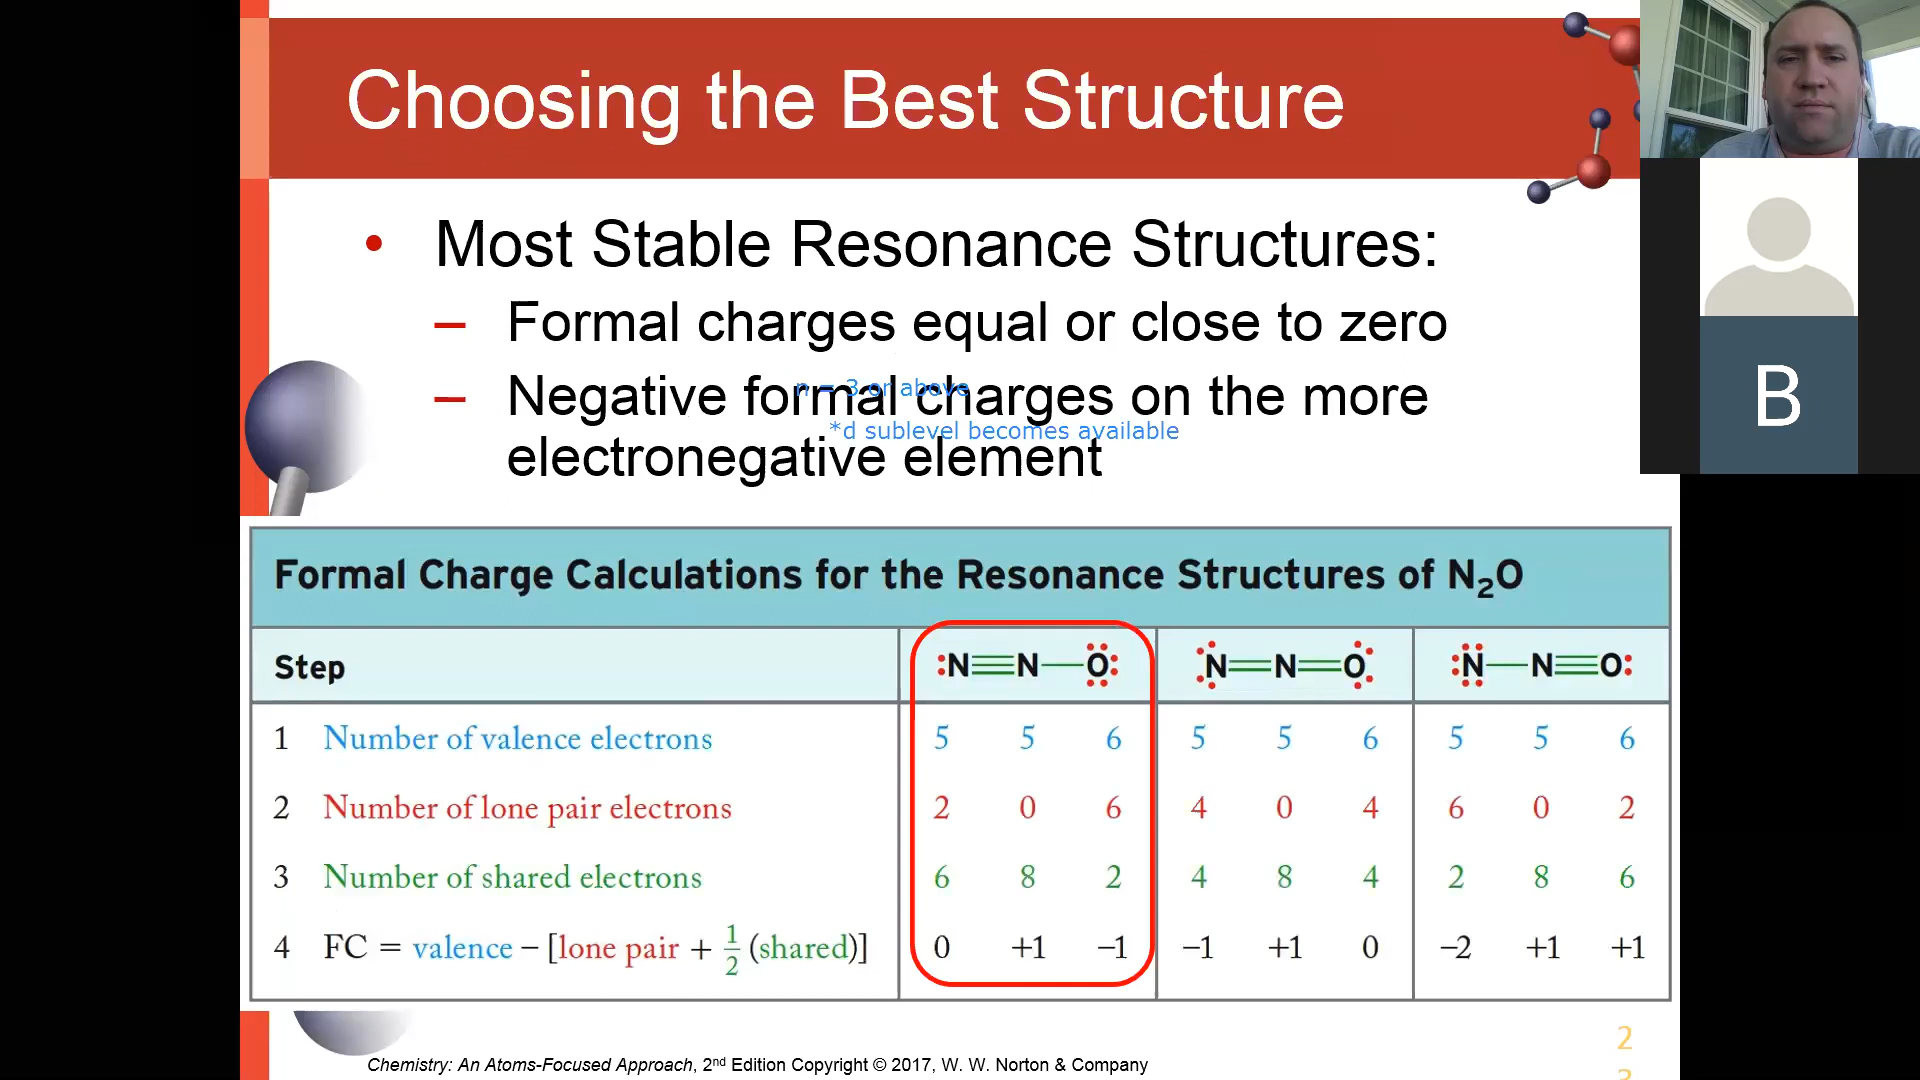 Choosing the Best Structure
• Most Stable Resonance Structures:
– Formal charges equal or close to zero
n = 3 or above
– Negative formal charges on the more
*d sublevel becomes available
electronegative element
B
Formal Charge Calculations for the Resonance Structures of N₂O
Step :N≡N—O: N=N=O :N—N≡O:
1 Number of valence electrons 5 5 6 5 5 6 5 5 6
2 Number of lone pair electrons 2 0 6 4 0 4 6 0 2
3 Number of shared electrons 6 8 2 4 8 4 2 8 6
4 FC = valence − [lone pair + 1/2 (shared)] 0 +1 −1 −1 +1 0 −2 +1 +1
2
Chemistry: An Atoms-Focused Approach, 2nd Edition Copyright © 2017, W. W. Norton & Company